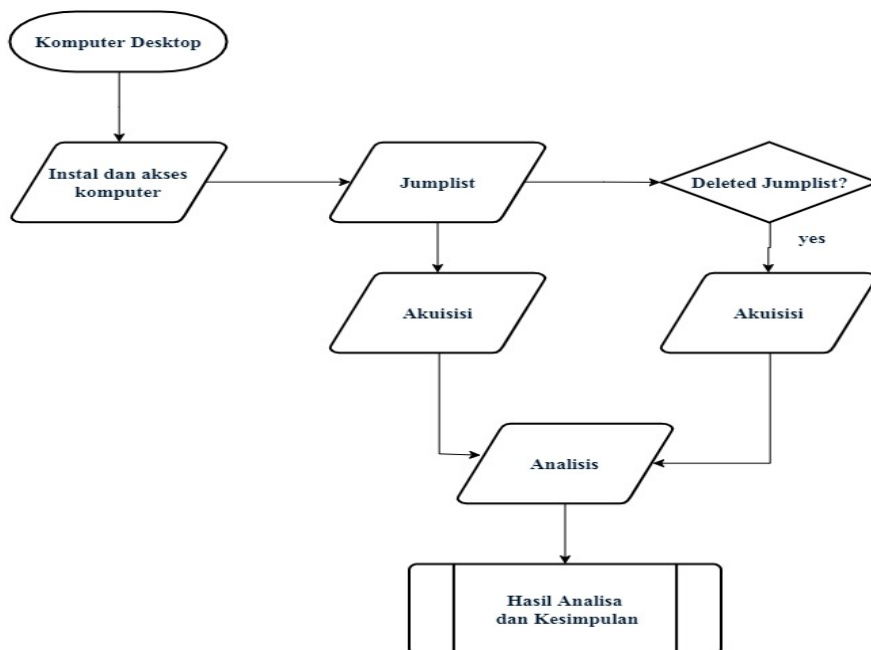 Komputer Desktop
Instal dan akses
komputer
Jumplist
Deleted Jumplist?
yes
Akuisisi
Akuisisi
Analisis
Hasil Analisa
dan Kesimpulan